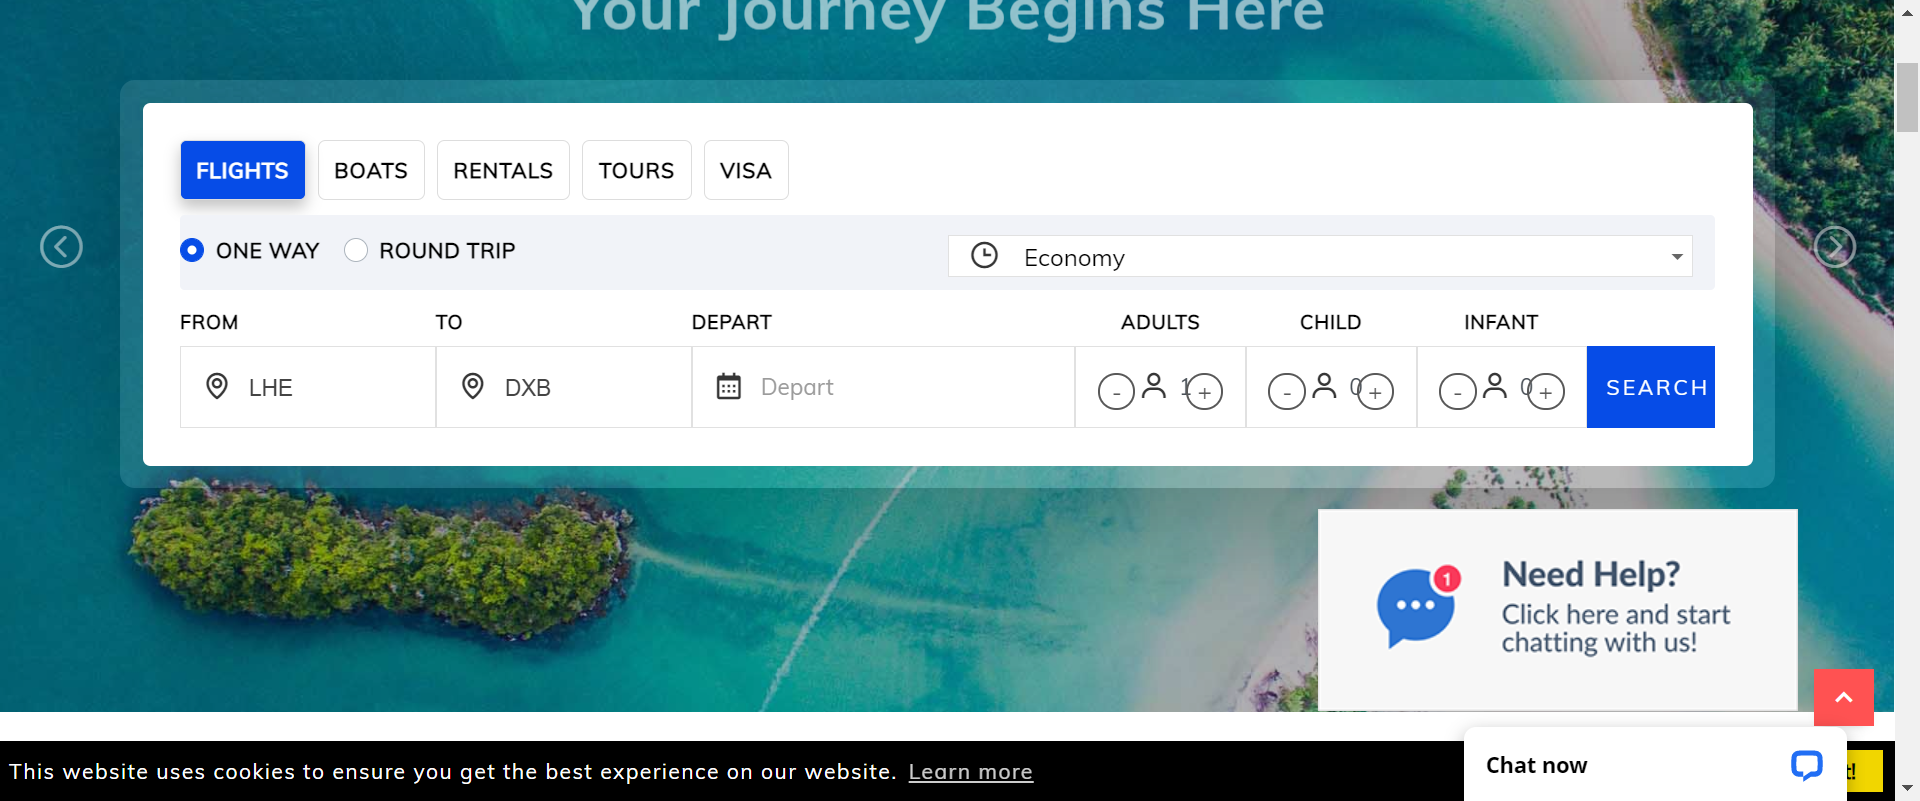 Your Journey Begins Here
FLIGHTS BOATS RENTALS TOURS VISA
ONE WAY ROUND TRIP Economy
FROM TO DEPART ADULTS CHILD INFANT
LHE DXB Depart - 1 + - 0 + - 0 + SEARCH
1
Need Help?
Click here and start
chatting with us!
This website uses cookies to ensure you get the best experience on our website. Learn more
Chat now
t!